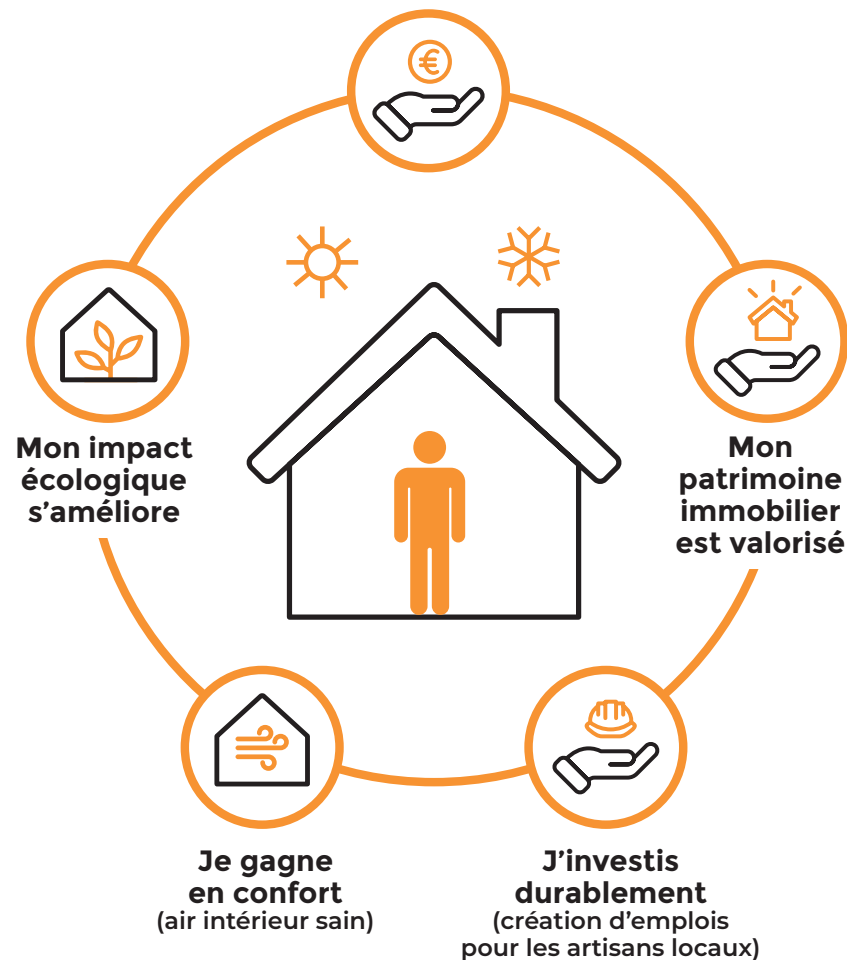 Mon impact
écologique
s’améliore
Mon
patrimoine
immobilier
est valorisé
Je gagne
en confort
(air intérieur sain)
J’investis
durablement
(création d’emplois
pour les artisans locaux)